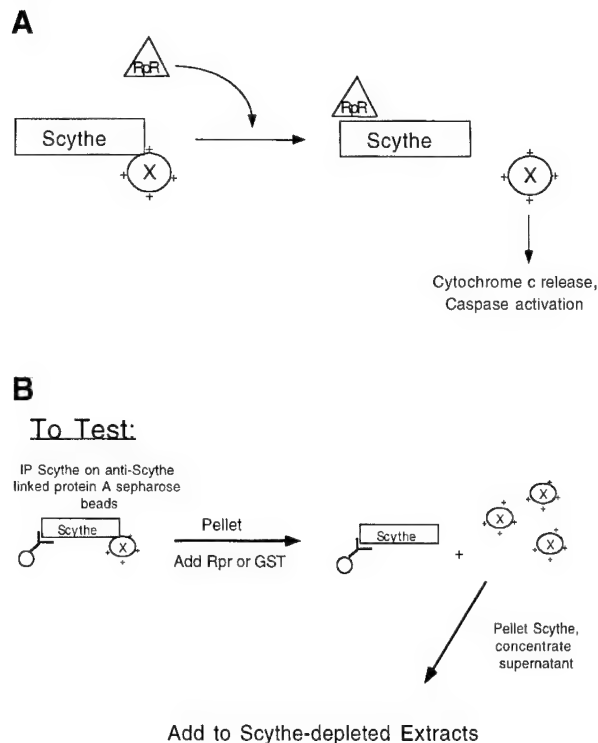 A
RpR
RpR
Scythe
Scythe
+
+ X +
+
+
+ X +
+
Cytochrome c release,
Caspase activation
B
To Test:
IP Scythe on anti-Scythe
linked protein A sepharose
beads
Scythe
X
Pellet
Add Rpr or GST
Scythe
+
X
X
X
Pellet Scythe,
concentrate
supernatant
Add to Scythe-depleted Extracts